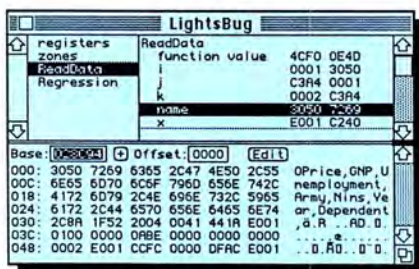 LightsBug
registers
zones
ReadData
Regression
ReadData
function value 4CF0 0E4D
i 0001 3050
j C3A4 0001
k 0002 C3A4
name 3050 7269
x E001 C240
Base: Offset: 0000 Edit
000: 3050 7269 6365 2C47 4E50 2C55 0Price,GNP,U
00C: 6E65 6D70 6C6F 796D 656E 742C nemployment,
018: 4172 6D79 2C4E 696E 732C 5965 Army,Nins,Ye
024: 6172 2C44 6570 656E 6465 6E74 ar,Dependent
030: 2C8A 1F52 2004 0041 441A E001
03C: 0100 0000 0A8E 0000 0000 0000
048: 0002 E001 CCFC 0000 DFAC E001